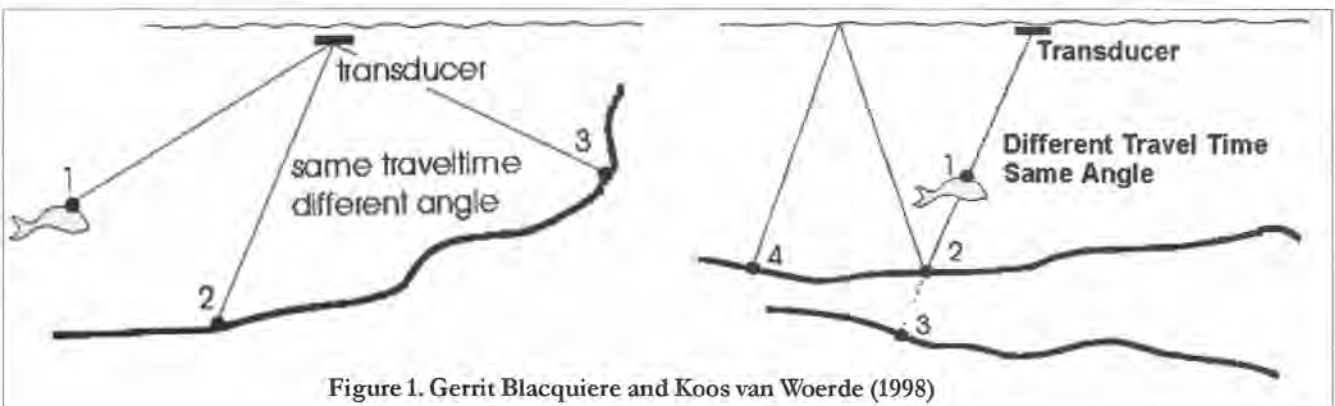 transducer
1
3
same traveltime
different angle
2
Transducer
Different Travel Time
1
Same Angle
4
2
3
Figure 1. Gerrit Blacquiere and Koos van Woerde (1998)